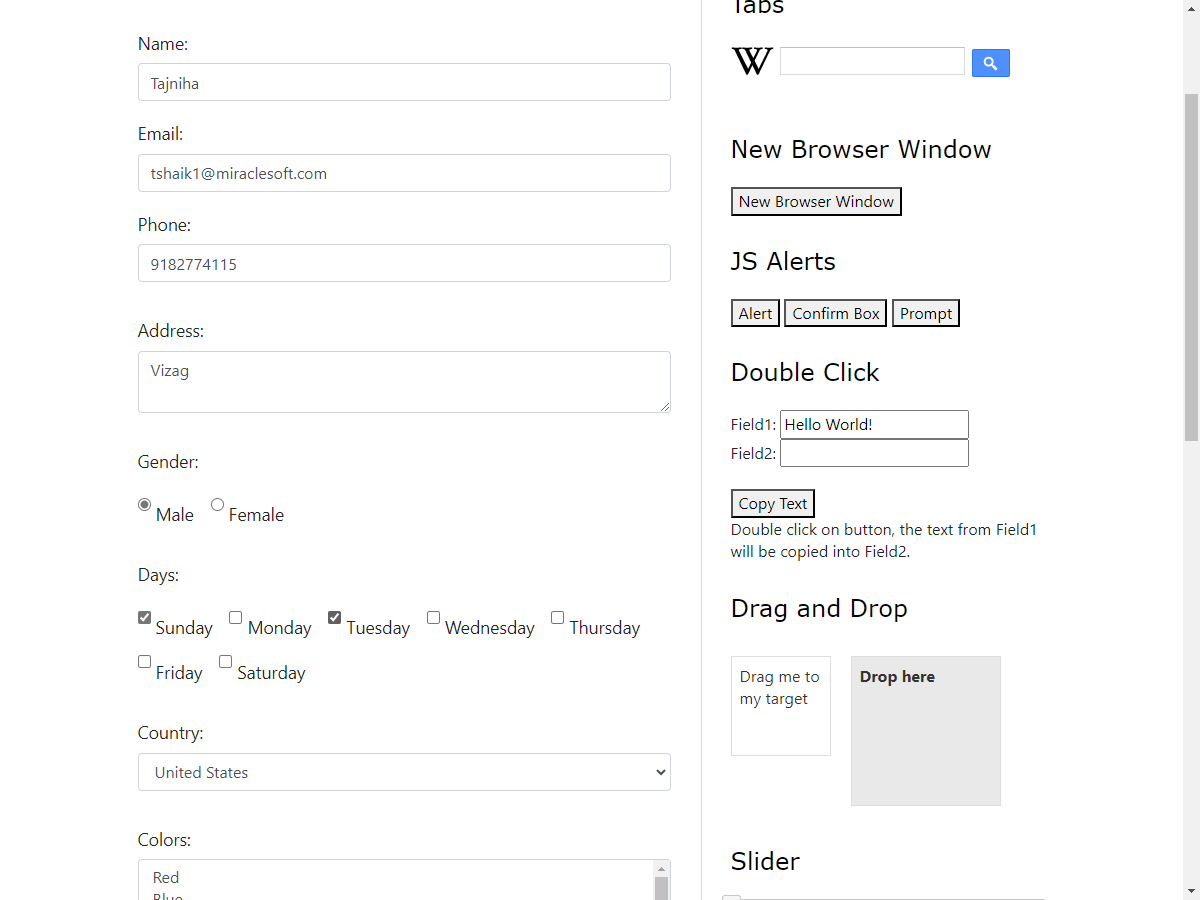 Name:
Tajniha
Email:
tshaik1@miraclesoft.com
Phone:
9182774115
Address:
Vizag
Gender:
Male Female
Days:
Sunday Monday Tuesday Wednesday Thursday
Friday Saturday
Country:
United States
Colors:
Red
Blue
Tabs
W
New Browser Window
New Browser Window
JS Alerts
Alert Confirm Box Prompt
Double Click
Field1: Hello World!
Field2:
Copy Text
Double click on button, the text from Field1
will be copied into Field2.
Drag and Drop
Drag me to
my target
Drop here
Slider